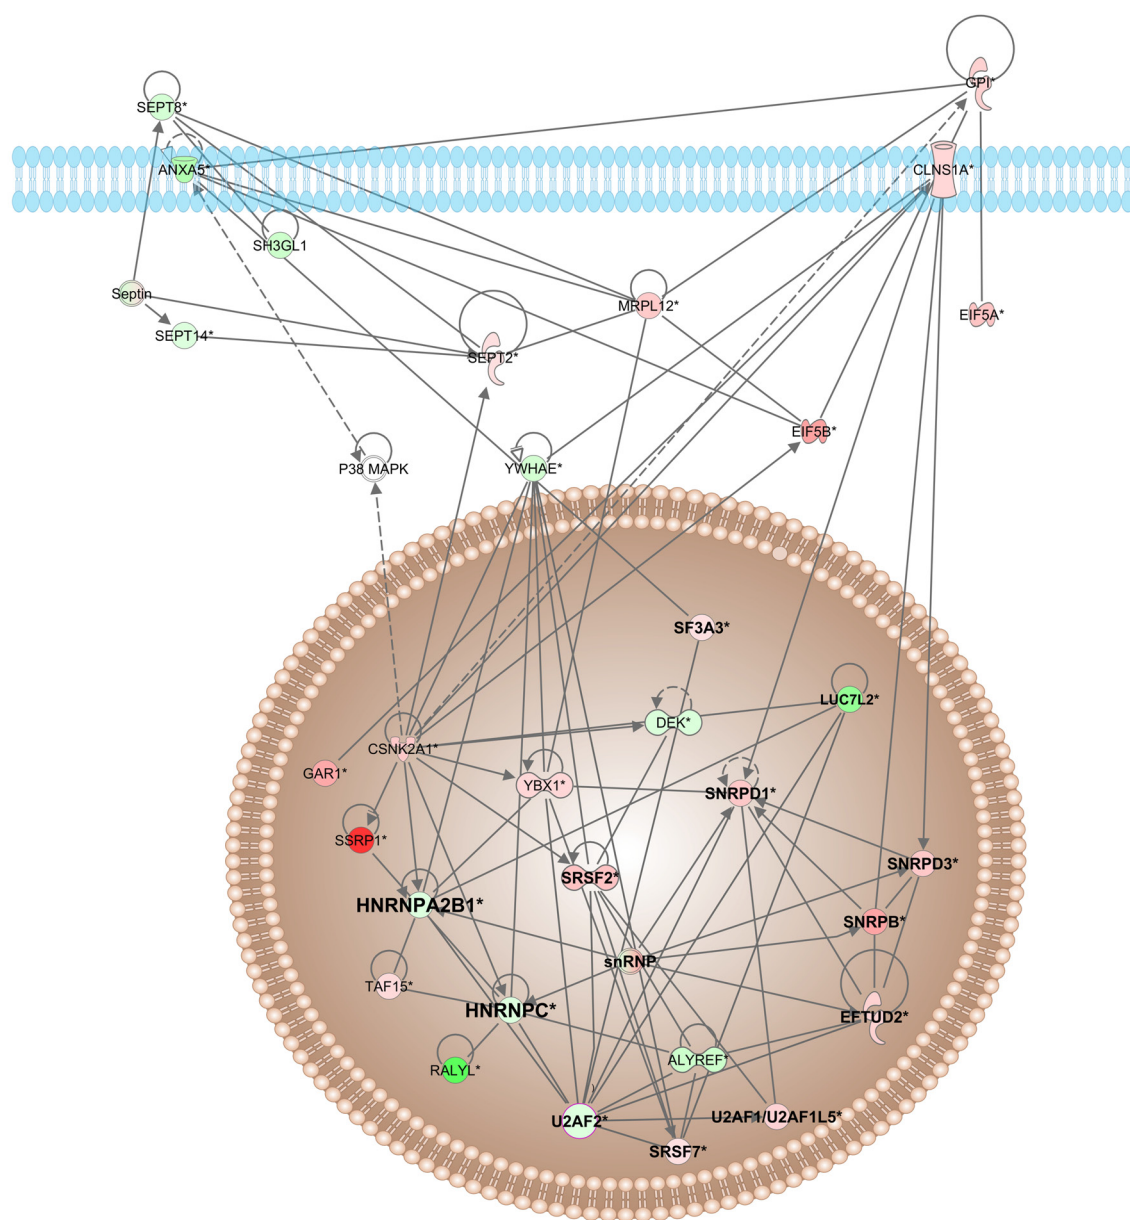 GPI*
SEPT8*
ANXA5*
CLNS1A*
SH3GL1
Septin
MRPL12*
EIF5A*
SEPT14*
SEPT2*
EIF5B*
P38 MAPK
YWHAE*
SF3A3*
LUC7L2*
DEK*
CSNK2A1*
GAR1*
YBX1*
SNRPD1*
SSRP1*
SNRPD3*
SRSF2*
HNRNPA2B1*
SNRPB*
snRNP
TAF15*
HNRNPC*
EFTUD2*
ALYREF*
RALYL*
U2AF2*
U2AF1/U2AF1L5*
SRSF7*